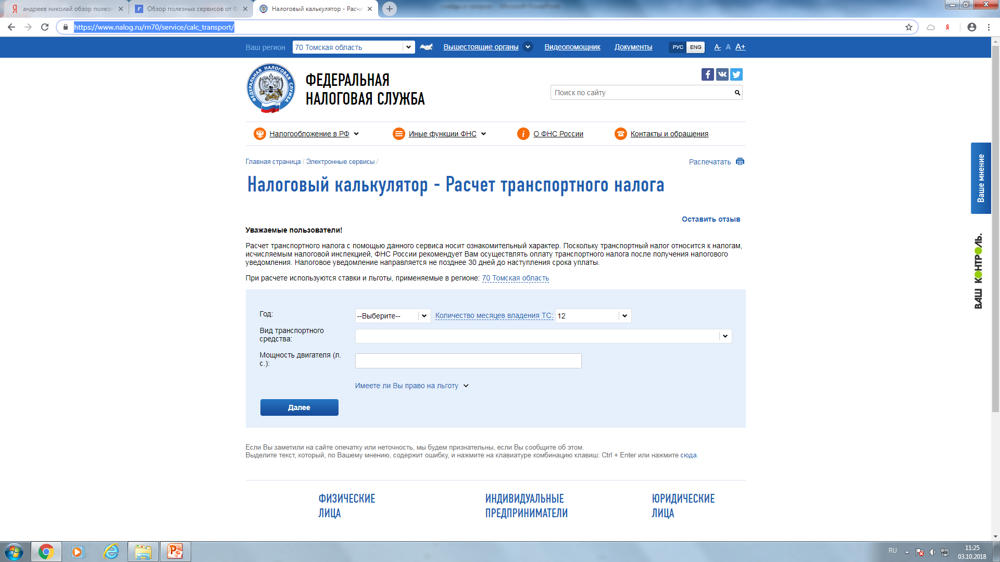 андреев николай обзор полезн
Обзор полезных сервисов от Ф
Налоговый калькулятор - Расче
https://www.nalog.ru/rn70/service/calc_transport/
Ваш регион 70 Томская область Вышестоящие органы Видеопомощник Документы РУС ENG A- A A+
ФЕДЕРАЛЬНАЯ НАЛОГОВАЯ СЛУЖБА
ФЕДЕРАЛЬНАЯ
НАЛОГОВАЯ СЛУЖБА
Поиск по сайту
Налогообложение в РФ Иные функции ФНС О ФНС России Контакты и обращения
Главная страница / Электронные сервисы / Распечатать
Налоговый калькулятор - Расчет транспортного налога
Ваше мнение
Оставить отзыв
Уважаемые пользователи!
Расчет транспортного налога с помощью данного сервиса носит ознакомительный характер. Поскольку транспортный налог относится к налогам,
исчисляемым налоговой инспекцией, ФНС России рекомендует Вам осуществлять оплату транспортного налога после получения налогового
уведомления. Налоговое уведомление направляется не позднее 30 дней до наступления срока уплаты.
При расчете используются ставки и льготы, применяемые в регионе: 70 Томская область
ВАШ КОНТРОЛЬ.
Год: --Выберите-- Количество месяцев владения ТС: 12
Вид транспортного
средства:
Мощность двигателя (л.
с.):
Имеете ли Вы право на льготу
Далее
Если Вы заметили на сайте опечатку или неточность, мы будем признательны, если Вы сообщите об этом.
Выделите текст, который, по Вашему мнению, содержит ошибку, и нажмите на клавиатуре комбинацию клавиш: Ctrl + Enter или нажмите сюда.
ФИЗИЧЕСКИЕ
ЛИЦА
ИНДИВИДУАЛЬНЫЕ
ПРЕДПРИНИМАТЕЛИ
ЮРИДИЧЕСКИЕ
ЛИЦА
RU
11:25
03.10.2018